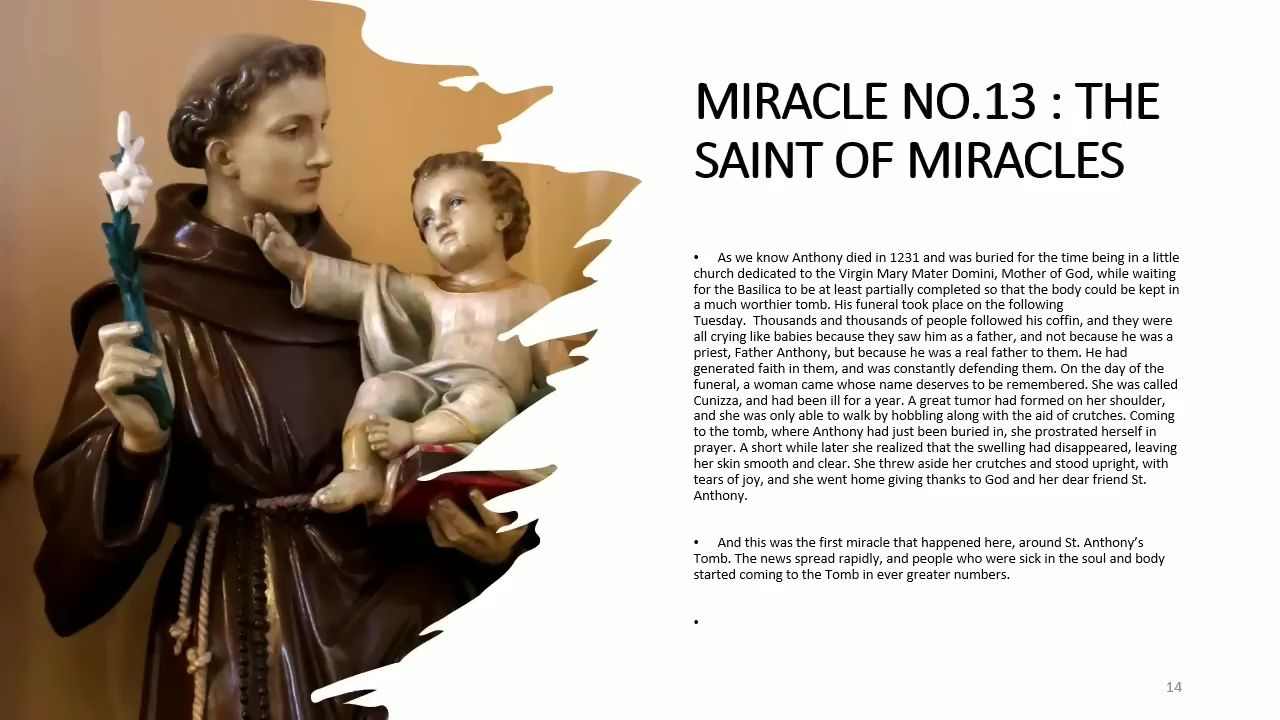 MIRACLE NO.13 : THE
SAINT OF MIRACLES
• As we know Anthony died in 1231 and was buried for the time being in a little
church dedicated to the Virgin Mary Mater Domini, Mother of God, while waiting
for the Basilica to be at least partially completed so that the body could be kept in
a much worthier tomb. His funeral took place on the following
Tuesday.  Thousands and thousands of people followed his coffin, and they were
all crying like babies because they saw him as a father, and not because he was a
priest, Father Anthony, but because he was a real father to them. He had
generated faith in them, and was constantly defending them. On the day of the
funeral, a woman came whose name deserves to be remembered. She was called
Cunizza, and had been ill for a year. A great tumor had formed on her shoulder,
and she was only able to walk by hobbling along with the aid of crutches. Coming
to the tomb, where Anthony had just been buried in, she prostrated herself in
prayer. A short while later she realized that the swelling had disappeared, leaving
her skin smooth and clear. She threw aside her crutches and stood upright, with
tears of joy, and she went home giving thanks to God and her dear friend St.
Anthony.
• And this was the first miracle that happened here, around St. Anthony’s
Tomb. The news spread rapidly, and people who were sick in the soul and body
started coming to the Tomb in ever greater numbers.
•
14